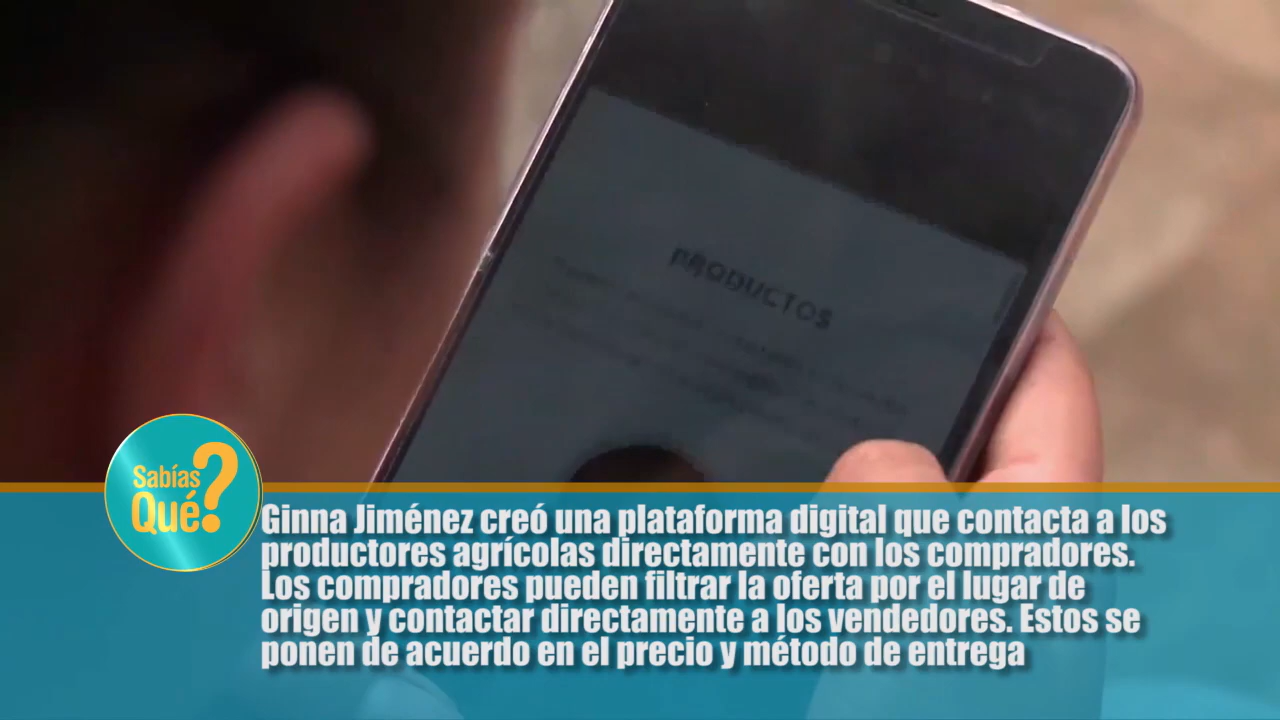 PRODUCTOS
Sabías
Qué?
Ginna Jiménez creó una plataforma digital que contacta a los
productores agrícolas directamente con los compradores.
Los compradores pueden filtrar la oferta por el lugar de
origen y contactar directamente a los vendedores. Estos se
ponen de acuerdo en el precio y método de entrega